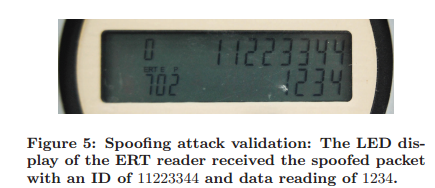 0 11223344
ERT # P
702 1234
Figure 5: Spoofing attack validation: The LED dis-
play of the ERT reader received the spoofed packet
with an ID of 11223344 and data reading of 1234.